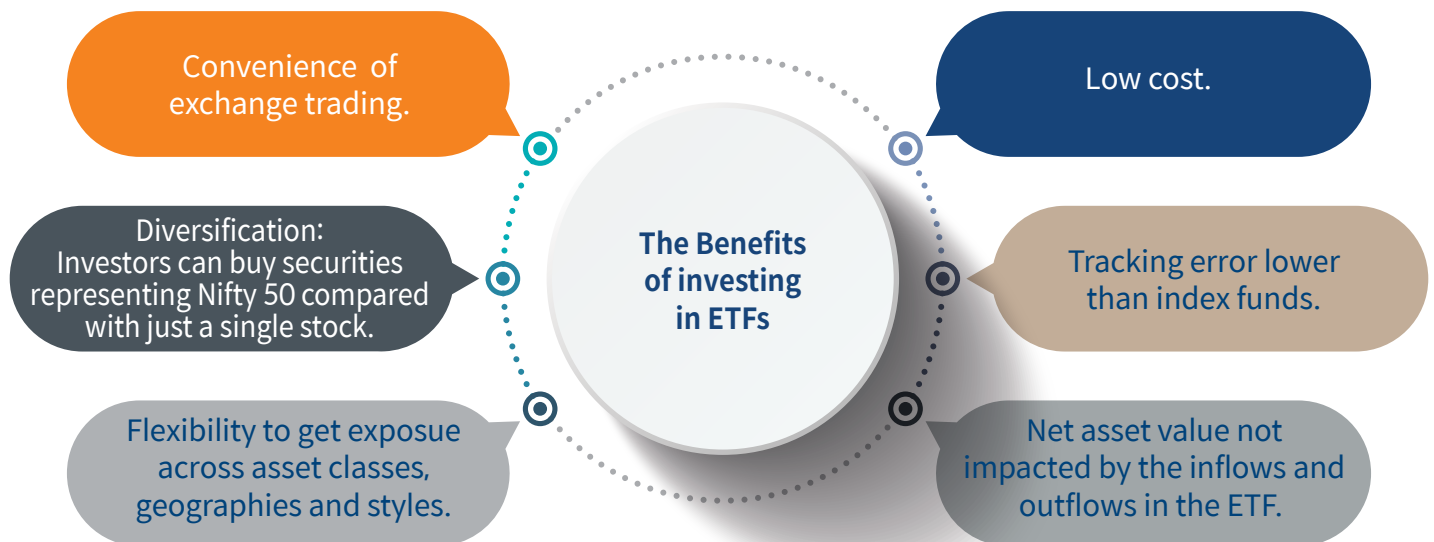 Convenience of
exchange trading.
Diversification:
Investors can buy securities
representing Nifty 50 compared
with just a single stock.
Flexibility to get exposue
across asset classes,
geographies and styles.
The Benefits
of investing
in ETFs
Low cost.
Tracking error lower
than index funds.
Net asset value not
impacted by the inflows and
outflows in the ETF.